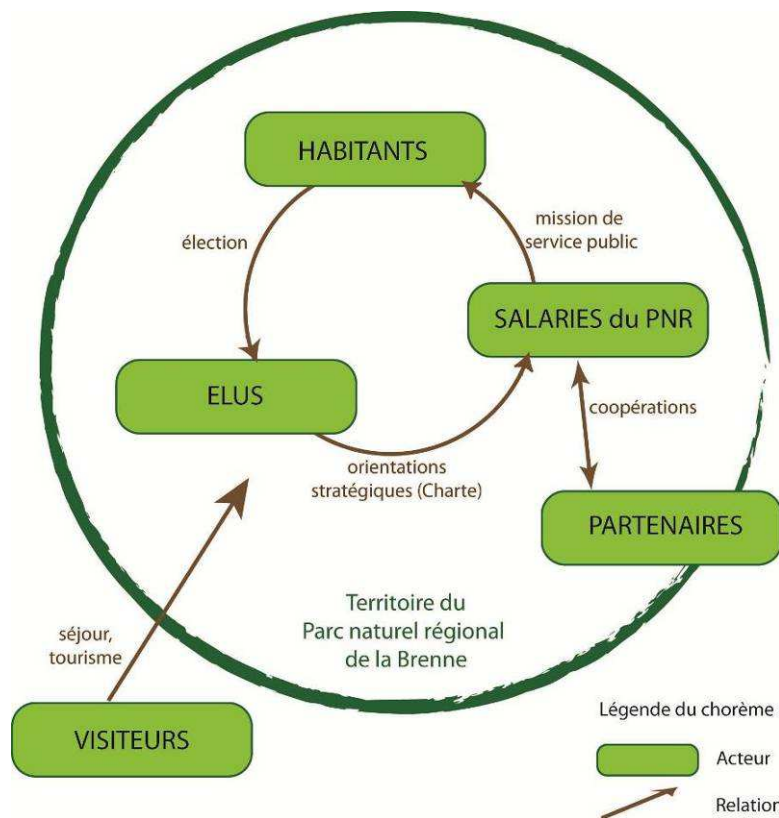 HABITANTS
élection
mission de
service public
SALARIES du PNR
ELUS
coopérations
orientations
stratégiques (Charte)
PARTENAIRES
Territoire du
Parc naturel régional
de la Brenne
séjour,
tourisme
VISITEURS
Légende du chorème
Acteur
Relation